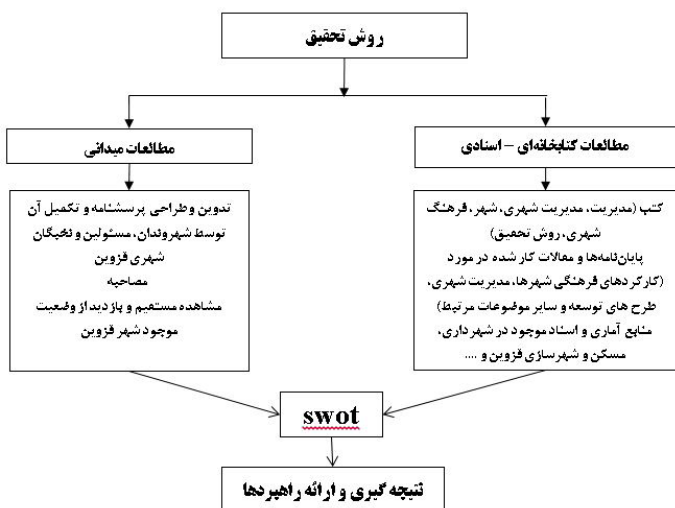 روش تحقیق
مطالعات کتابخانه‌ای – اسنادی
مطالعات میدانی
کتب (مدیریت، مدیریت شهری، شهر، فرهنگ
شهری، روش تحقیق)
پایان‌نامه‌ها و مقالات کار شده در مورد
(کارکردهای فرهنگی شهرها، مدیریت شهری،
طرح های توسعه و سایر موضوعات مرتبط)
منابع آماری و اسناد موجود در شهرداری،
مسکن و شهرسازی قزوین و ....
تدوین و طراحی پرسشنامه و تکمیل آن
توسط شهروندان، مسئولین و نخبگان
شهری قزوین
مصاحبه
مشاهده مستقیم و بازدید از وضعیت
موجود شهر قزوین
swot
نتیجه گیری و ارائه راهبردها